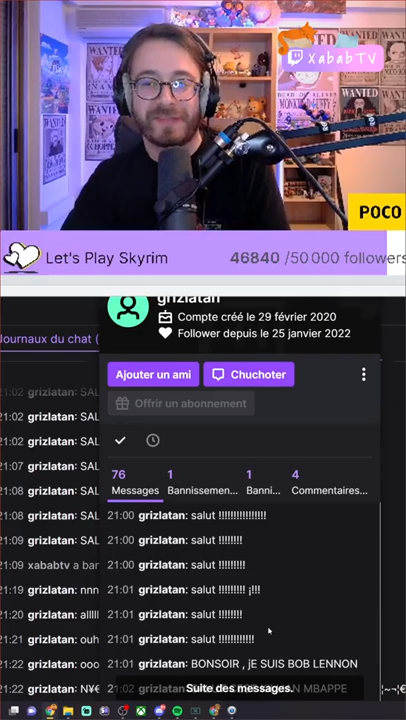 xababTV
WANTED
POCO
Let's Play Skyrim
46840 /50 000 followers
grizlatan
Compte créé le 29 février 2020
Follower depuis le 25 janvier 2022
Journaux du chat (
Ajouter un ami
Chuchoter
Offrir un abonnement
76 1 1 4
Messages Bannissemen... Banni... Commentaires...
21:02 grizlatan: SAL
21:02 grizlatan: SAL
21:02 grizlatan: SAL
21:07 grizlatan: SAL
21:08 grizlatan: SAL
21:08 grizlatan: SAL
21:09 grizlatan: SAL
21:09 xababtv a ban
21:19 grizlatan: nnn
21:20 grizlatan: alllll
21:21 grizlatan: ouh
21:22 grizlatan: ooo
21:22 grizlatan: N¥€
21:00 grizlatan: salut !!!!!!!!!!!!!!!!
21:00 grizlatan: salut !!!!!!!!
21:01 grizlatan: salut !!!!!!!!! ¡!!!
21:01 grizlatan: salut !!!!!!!!
21:01 grizlatan: salut !!!!!!!!!!!!
21:01 grizlatan: BONSOIR , jE SUIS BOB LENNON
21:02 grizlatan: MBAPPE
Suite des messages.